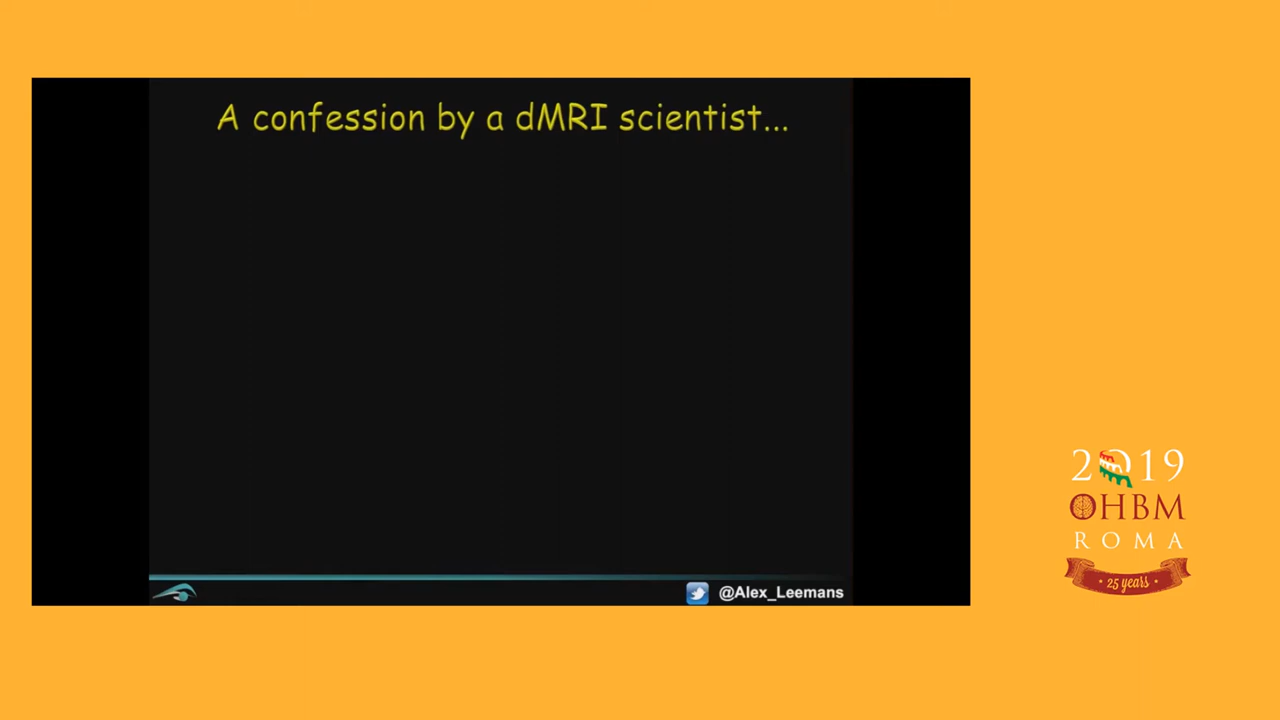 A confession by a dMRI scientist...
@Alex_Leemans
2019
OHBM
ROMA
• 25 years •